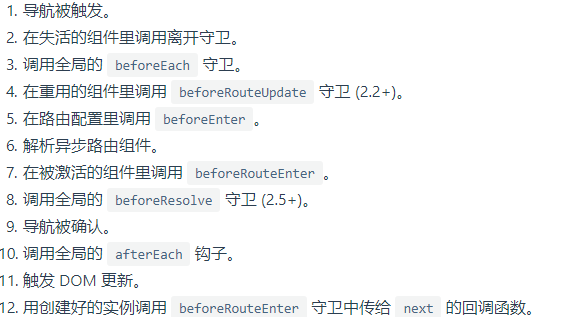 1. 导航被触发。
2. 在失活的组件里调用离开守卫。
3. 调用全局的 beforeEach 守卫。
4. 在重用的组件里调用 beforeRouteUpdate 守卫 (2.2+)。
5. 在路由配置里调用 beforeEnter 。
6. 解析异步路由组件。
7. 在被激活的组件里调用 beforeRouteEnter 。
8. 调用全局的 beforeResolve 守卫 (2.5+)。
9. 导航被确认。
10. 调用全局的 afterEach 钩子。
11. 触发 DOM 更新。
12. 用创建好的实例调用 beforeRouteEnter 守卫中传给 next 的回调函数。